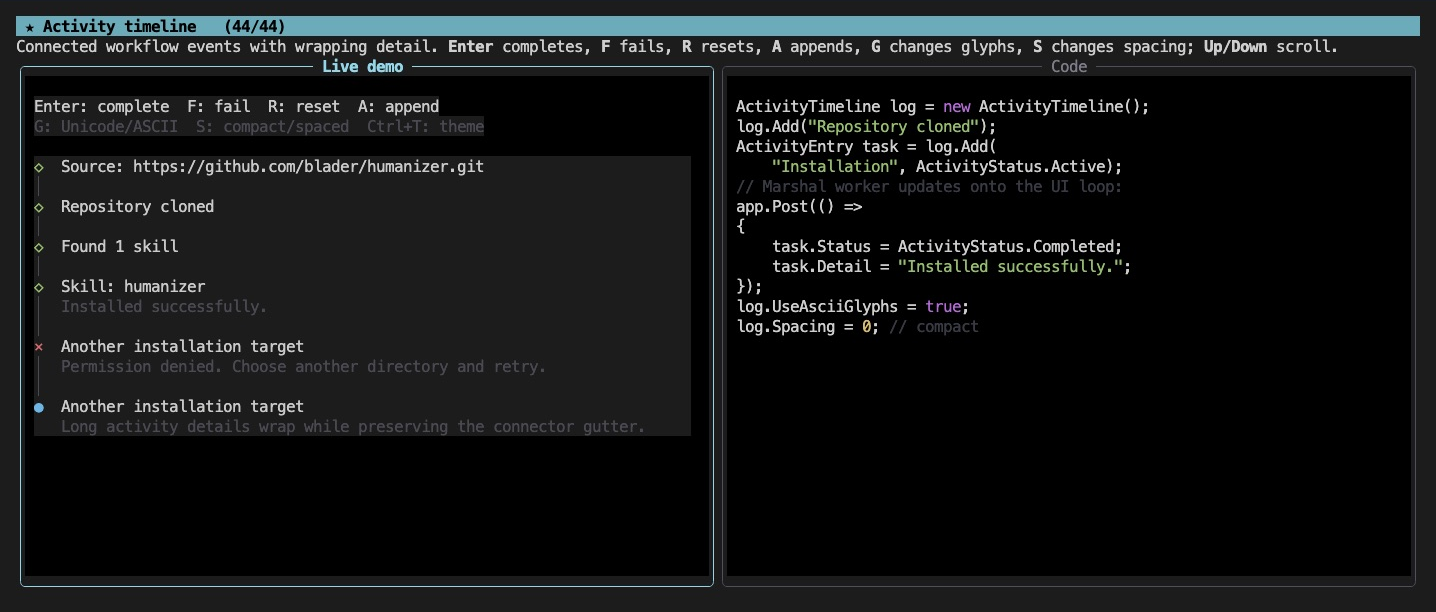 ★ Activity timeline (44/44)
Connected workflow events with wrapping detail. Enter completes, F fails, R resets, A appends, G changes glyphs, S changes spacing; Up/Down scroll.
Live demo
Enter: complete F: fail R: reset A: append
G: Unicode/ASCII S: compact/spaced Ctrl+T: theme
◇ Source: https://github.com/blader/humanizer.git
◇ Repository cloned
◇ Found 1 skill
◇ Skill: humanizer
Installed successfully.
× Another installation target
Permission denied. Choose another directory and retry.
● Another installation target
Long activity details wrap while preserving the connector gutter.
Code
ActivityTimeline log = new ActivityTimeline();
log.Add("Repository cloned");
ActivityEntry task = log.Add(
    "Installation", ActivityStatus.Active);
// Marshal worker updates onto the UI loop:
app.Post(() =>
{
    task.Status = ActivityStatus.Completed;
    task.Detail = "Installed successfully.";
});
log.UseAsciiGlyphs = true;
log.Spacing = 0; // compact